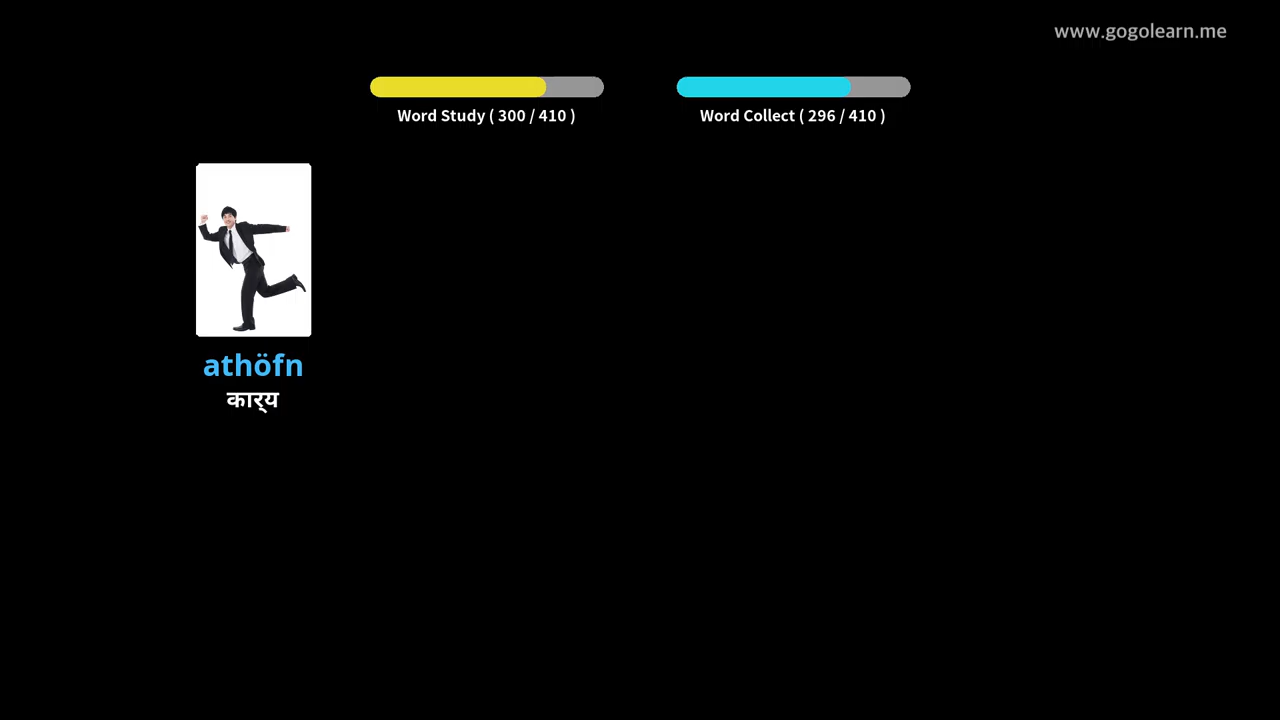 www.gogolearn.me
Word Study ( 300 / 410 )
Word Collect ( 296 / 410 )
athöfn
कार्य